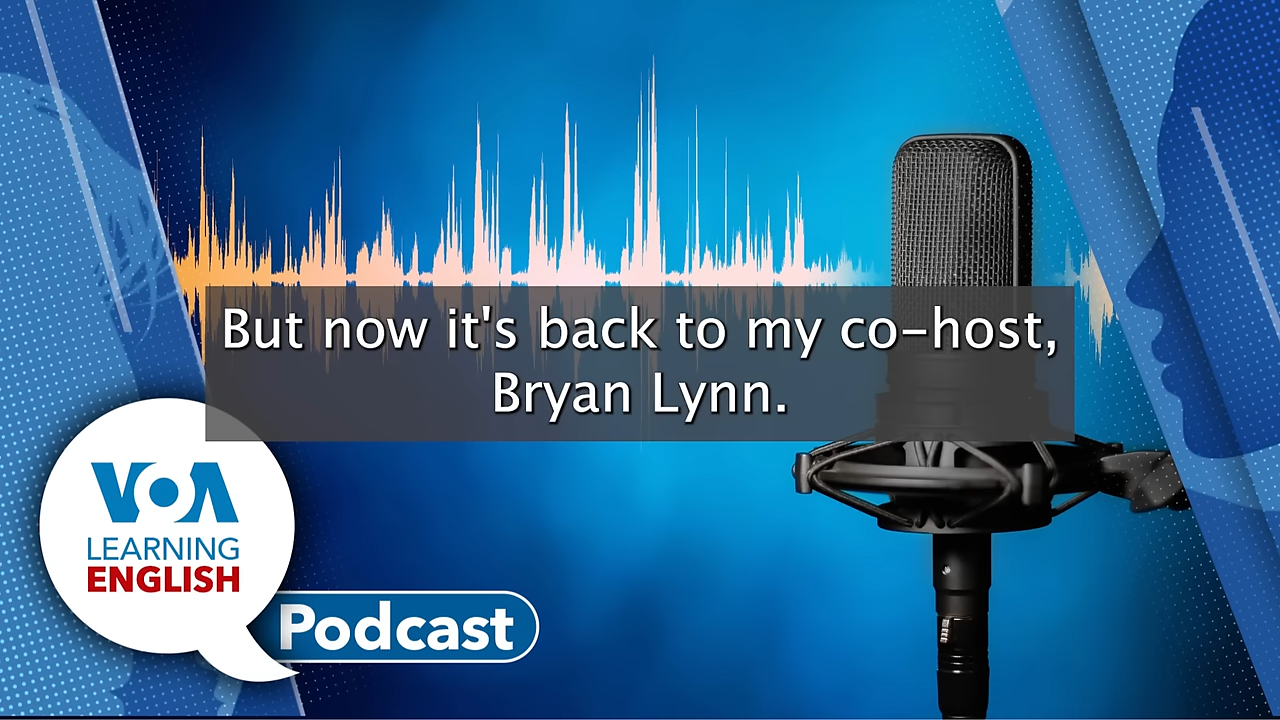 But now it's back to my co-host,
Bryan Lynn.
VOA
LEARNING
ENGLISH
Podcast